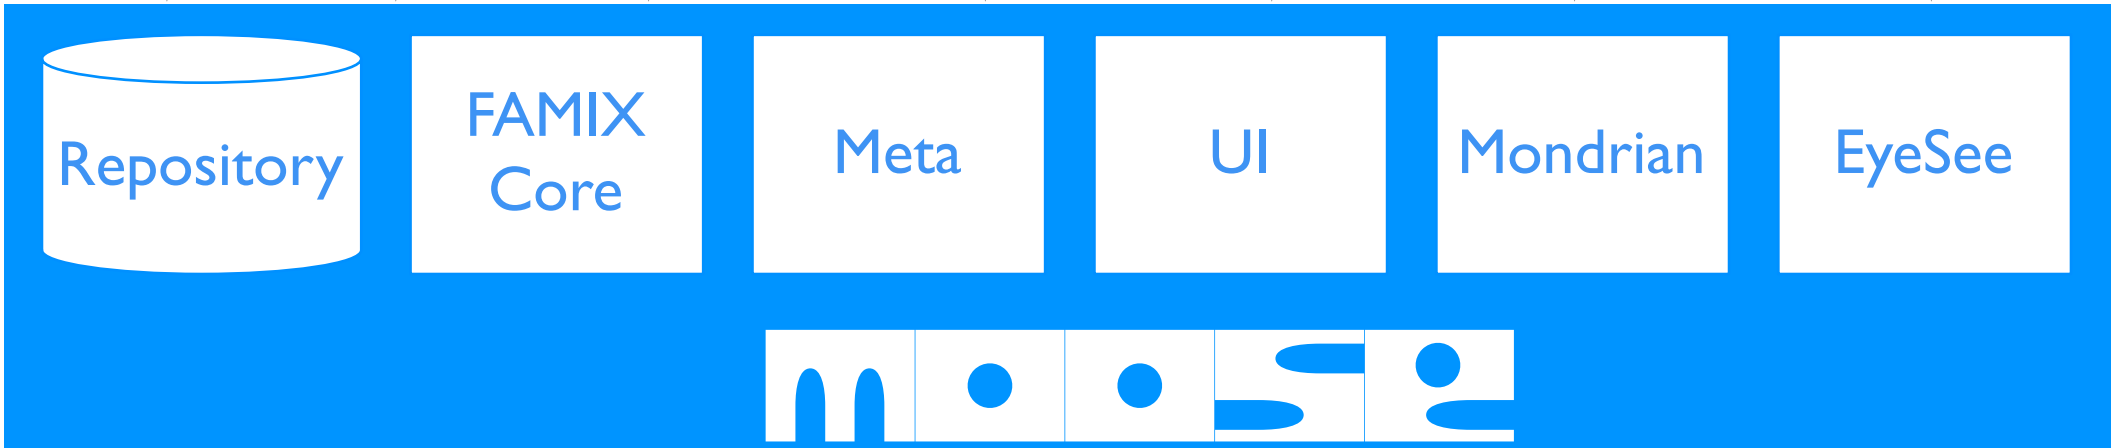 Repository
FAMIX
Core
Meta
UI
Mondrian
EyeSee
moose